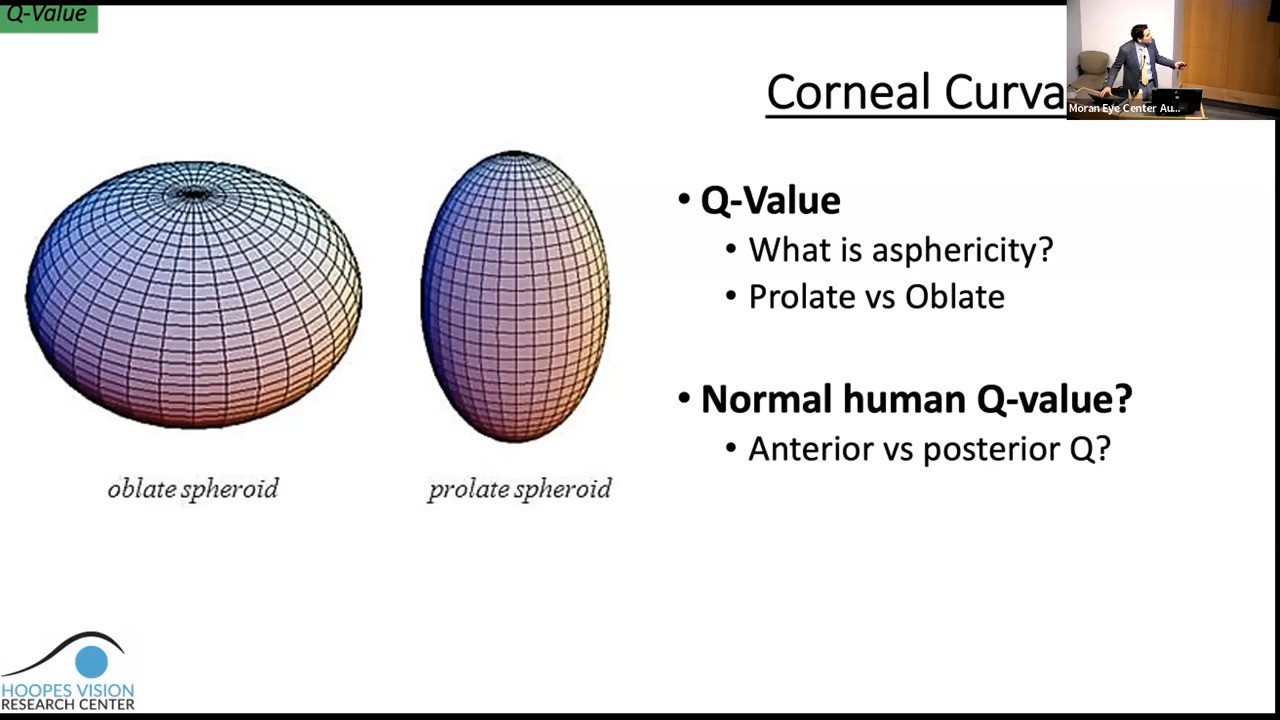 Q-Value
Corneal Curva
Moran Eye Center Au...
• Q-Value
• What is asphericity?
• Prolate vs Oblate
• Normal human Q-value?
• Anterior vs posterior Q?
oblate spheroid
prolate spheroid
HOOPES VISION
RESEARCH CENTER